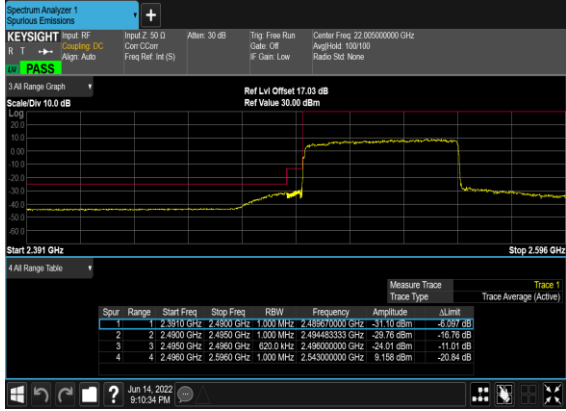 Spectrum Analyzer 1
Spurious Emissions
KEYSIGHT Input: RF Input Z: 50 Ω Atten: 30 dB Trig: Free Run Center Freq: 22.005000000 GHz
R T Coupling: DC Corr CCorr Gate: Off Avg|Hold: 100/100
Align: Auto Freq Ref: Int (S) IF Gain: Low Radio Std: None
PASS
3 All Range Graph
Ref Lvl Offset 17.03 dB
Scale/Div 10.0 dB Ref Value 30.00 dBm
Log
20.0
10.0
0.00
-10.0
-20.0
-30.0
-40.0
-50.0
-60.0
Start 2.391 GHz Stop 2.596 GHz
4 All Range Table
Measure Trace Trace 1
Trace Type Trace Average (Active)
Spur Range Start Freq Stop Freq RBW Frequency Amplitude ΔLimit
1 1 2.3910 GHz 2.4900 GHz 1.000 MHz 2.489670000 GHz -31.10 dBm -6.097 dB
2 2 2.4900 GHz 2.4950 GHz 1.000 MHz 2.494483333 GHz -29.76 dBm -16.76 dB
3 3 2.4950 GHz 2.4960 GHz 620.0 kHz 2.496000000 GHz -24.01 dBm -11.01 dB
4 4 2.4960 GHz 2.5960 GHz 1.000 MHz 2.543000000 GHz 9.158 dBm -20.84 dB
? Jun 14, 2022
9:10:34 PM